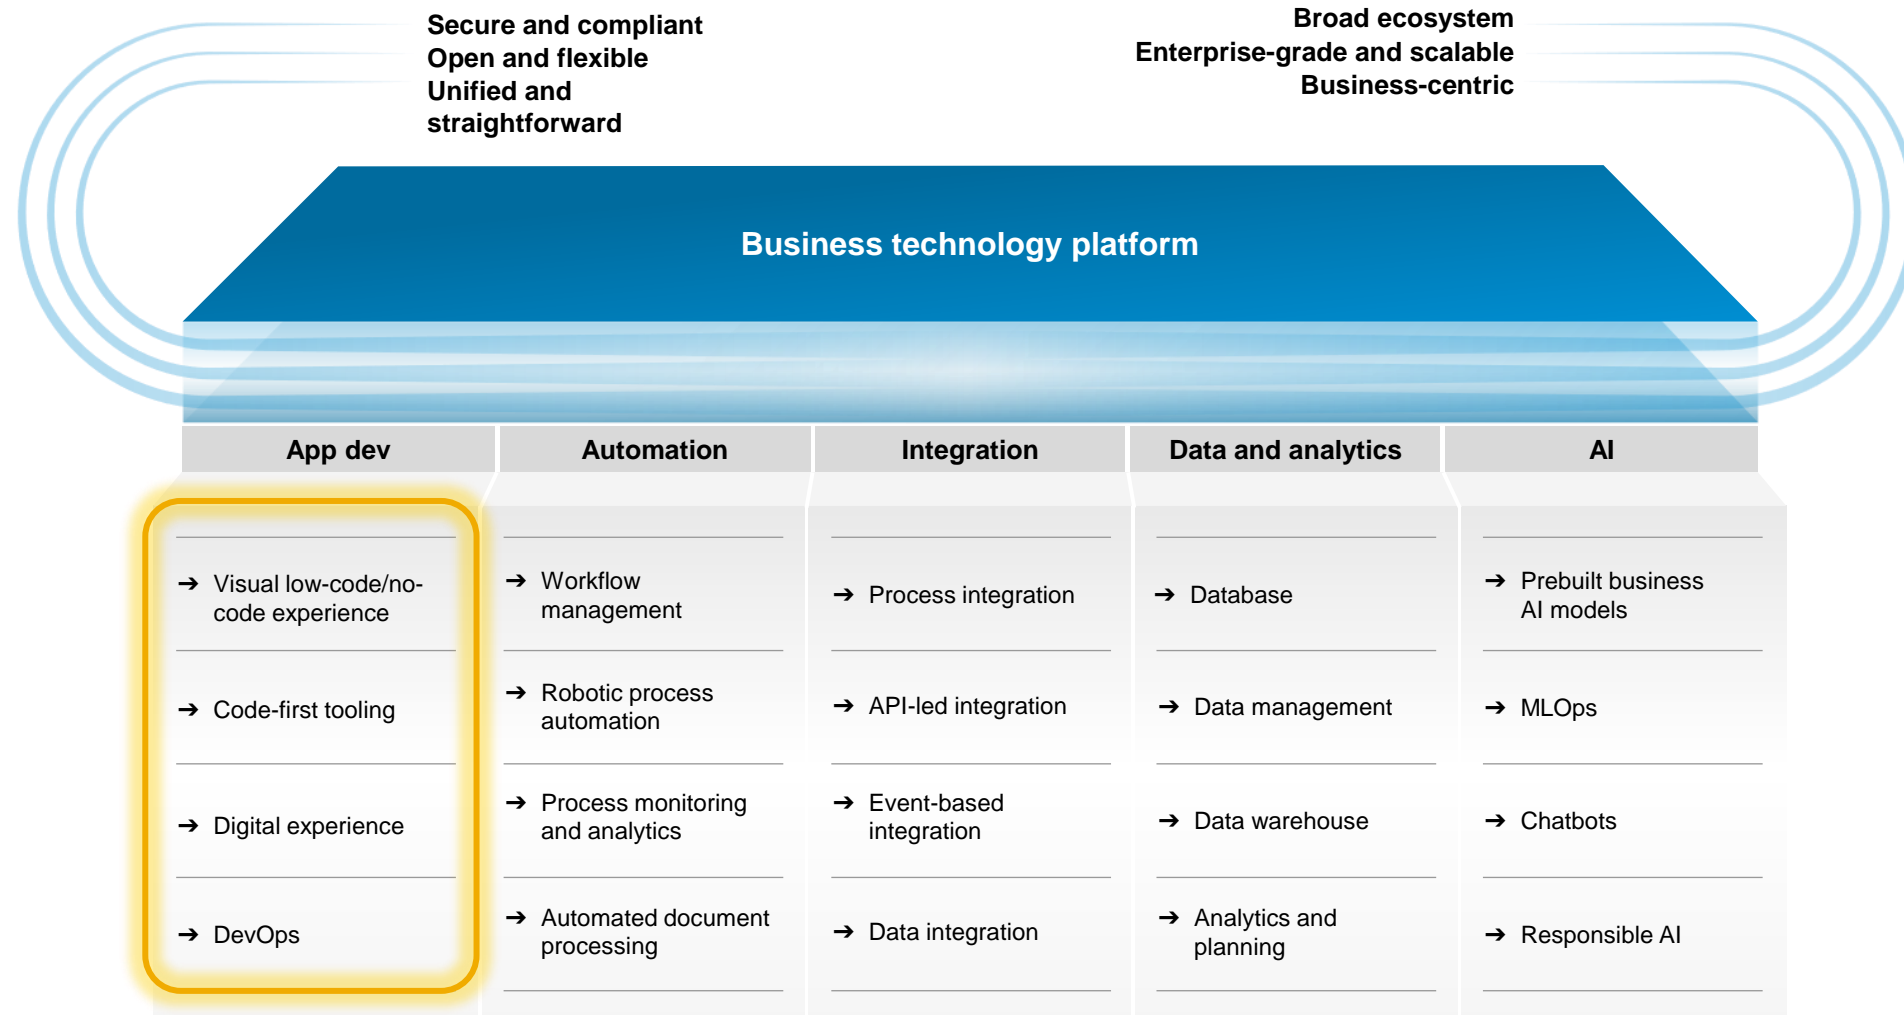 Secure and compliant
Open and flexible
Unified and
straightforward
Broad ecosystem
Enterprise-grade and scalable
Business-centric
Business technology platform
App dev
Automation
Integration
Data and analytics
AI
➔ Visual low-code/no-
code experience
➔ Code-first tooling
➔ Digital experience
➔ DevOps
➔ Workflow
management
➔ Robotic process
automation
➔ Process monitoring
and analytics
➔ Automated document
processing
➔ Process integration
➔ API-led integration
➔ Event-based
integration
➔ Data integration
➔ Database
➔ Data management
➔ Data warehouse
➔ Analytics and
planning
➔ Prebuilt business
AI models
➔ MLOps
➔ Chatbots
➔ Responsible AI